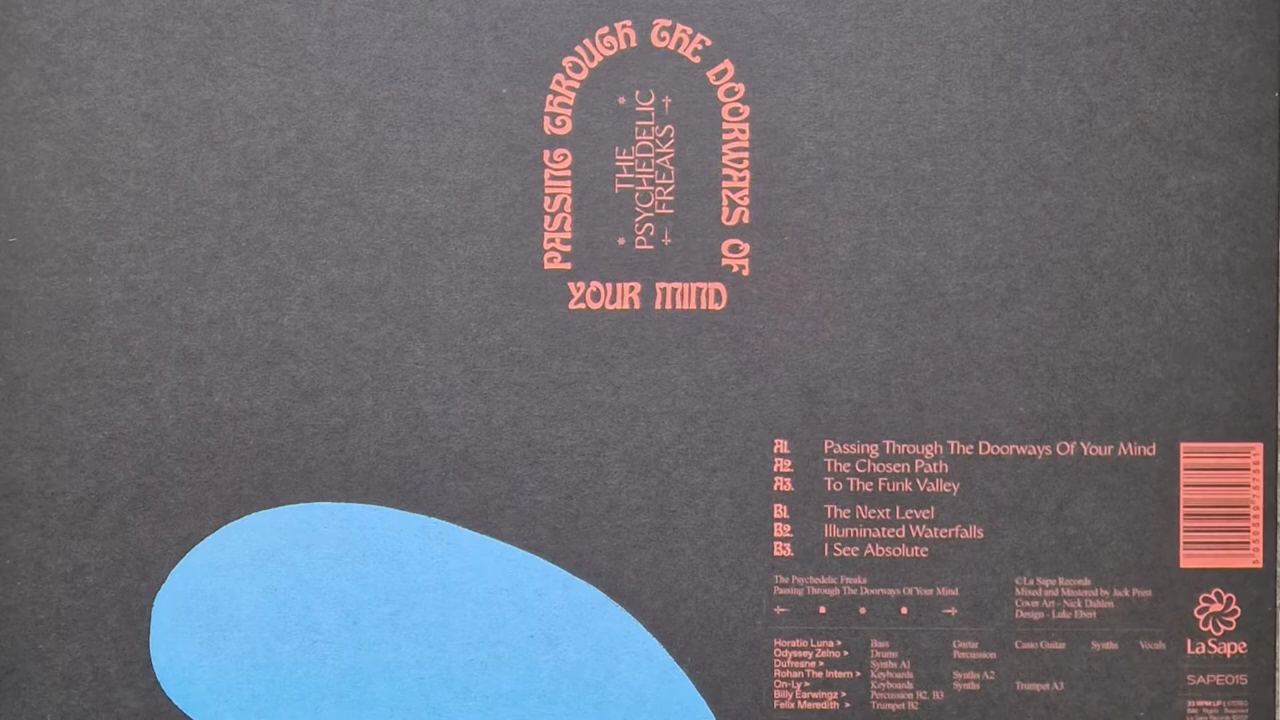 PASSING THROUGH THE DOORWAYS OF
YOUR MIND
THE
PSYCHEDELIC
FREAKS
A1. Passing Through The Doorways Of Your Mind
A2. The Chosen Path
A3. To The Funk Valley
B1. The Next Level
B2. Illuminated Waterfalls
B3. I See Absolute
The Psychedelic Freaks
Passing Through The Doorways Of Your Mind
©La Sape Records
Mixed and Mastered by Jack Priest
Cover Art - Nick Dahlen
Design - Luke Ebert
Horatio Luna > Bass Guitar Casio Guitar Synths Vocals
Odyssey Zeino > Drums Percussion
Dufresne > Synths A1
Rohan The Intern > Keyboards Synths A2
On-Ly > Keyboards Synths Trumpet A3
Billy Earwingz > Percussion B2, B3
Felix Meredith > Trumpet B2
La Sape
SAPE015
33 RPM LP | STEREO